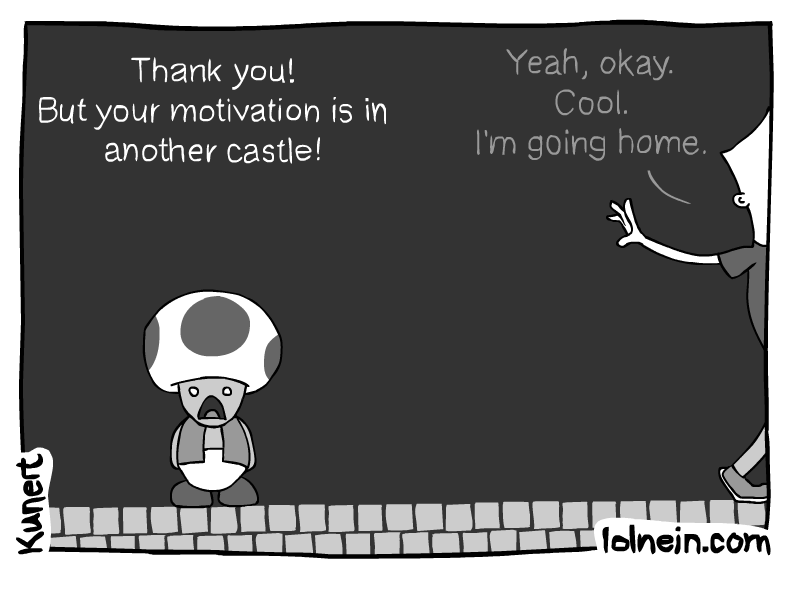 Thank you!
But your motivation is in
another castle!
Yeah, okay.
Cool.
I'm going home.
Kunert
lolnein.com